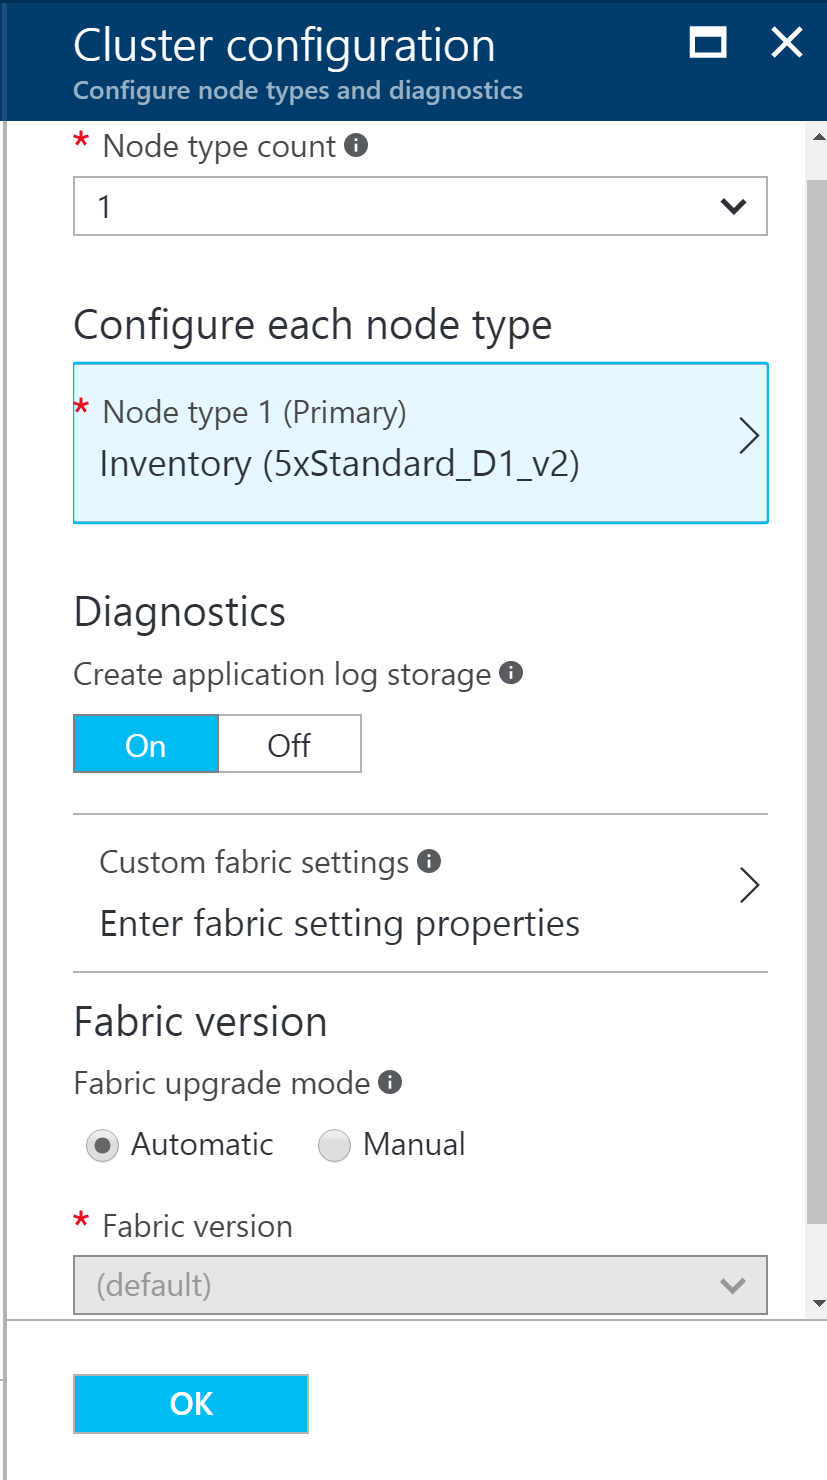 Cluster configuration
Configure node types and diagnostics
* Node type count
1
Configure each node type
* Node type 1 (Primary)
Inventory (5xStandard_D1_v2)
Diagnostics
Create application log storage
On Off
Custom fabric settings
Enter fabric setting properties
Fabric version
Fabric upgrade mode
Automatic Manual
* Fabric version
(default)
OK